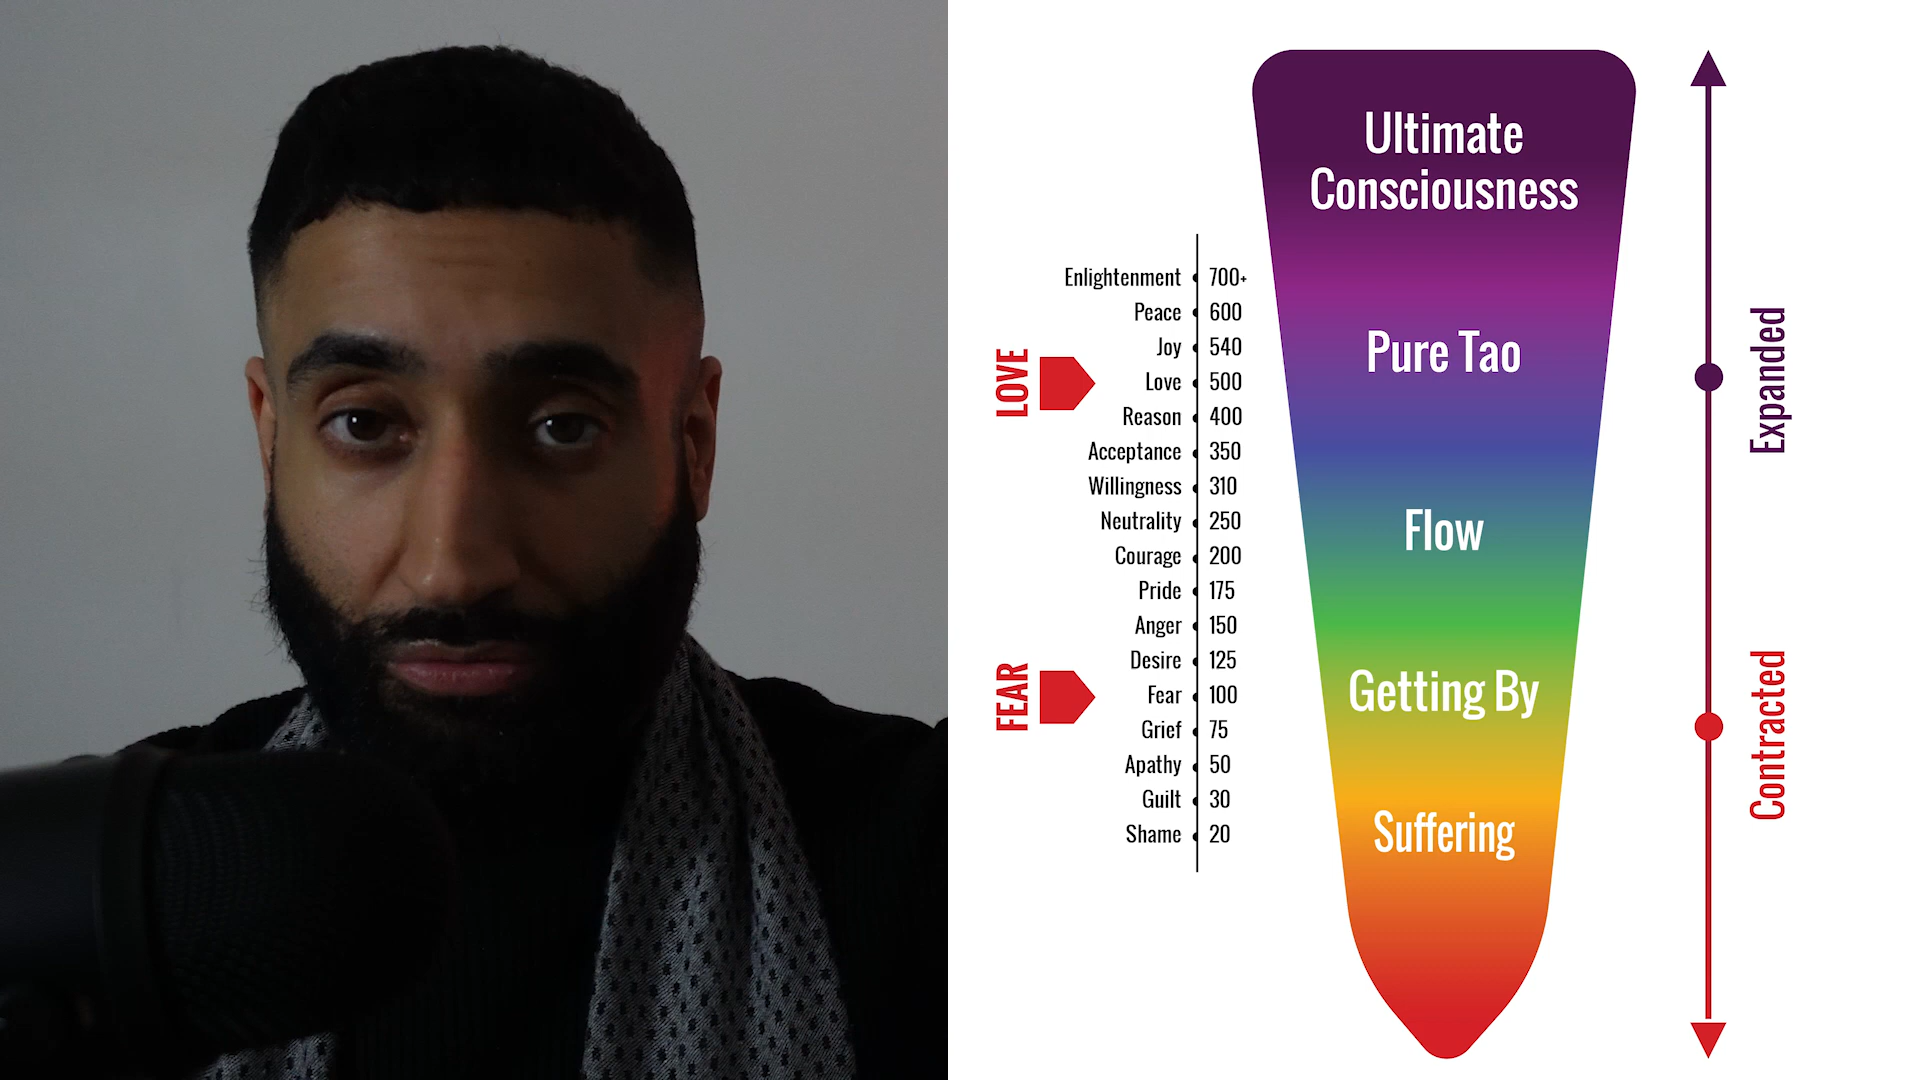 Ultimate
Consciousness
Pure Tao
Flow
Getting By
Suffering
Enlightenment 700+
Peace 600
Joy 540
Love 500
Reason 400
Acceptance 350
Willingness 310
Neutrality 250
Courage 200
Pride 175
Anger 150
Desire 125
Fear 100
Grief 75
Apathy 50
Guilt 30
Shame 20
LOVE
FEAR
Expanded
Contracted